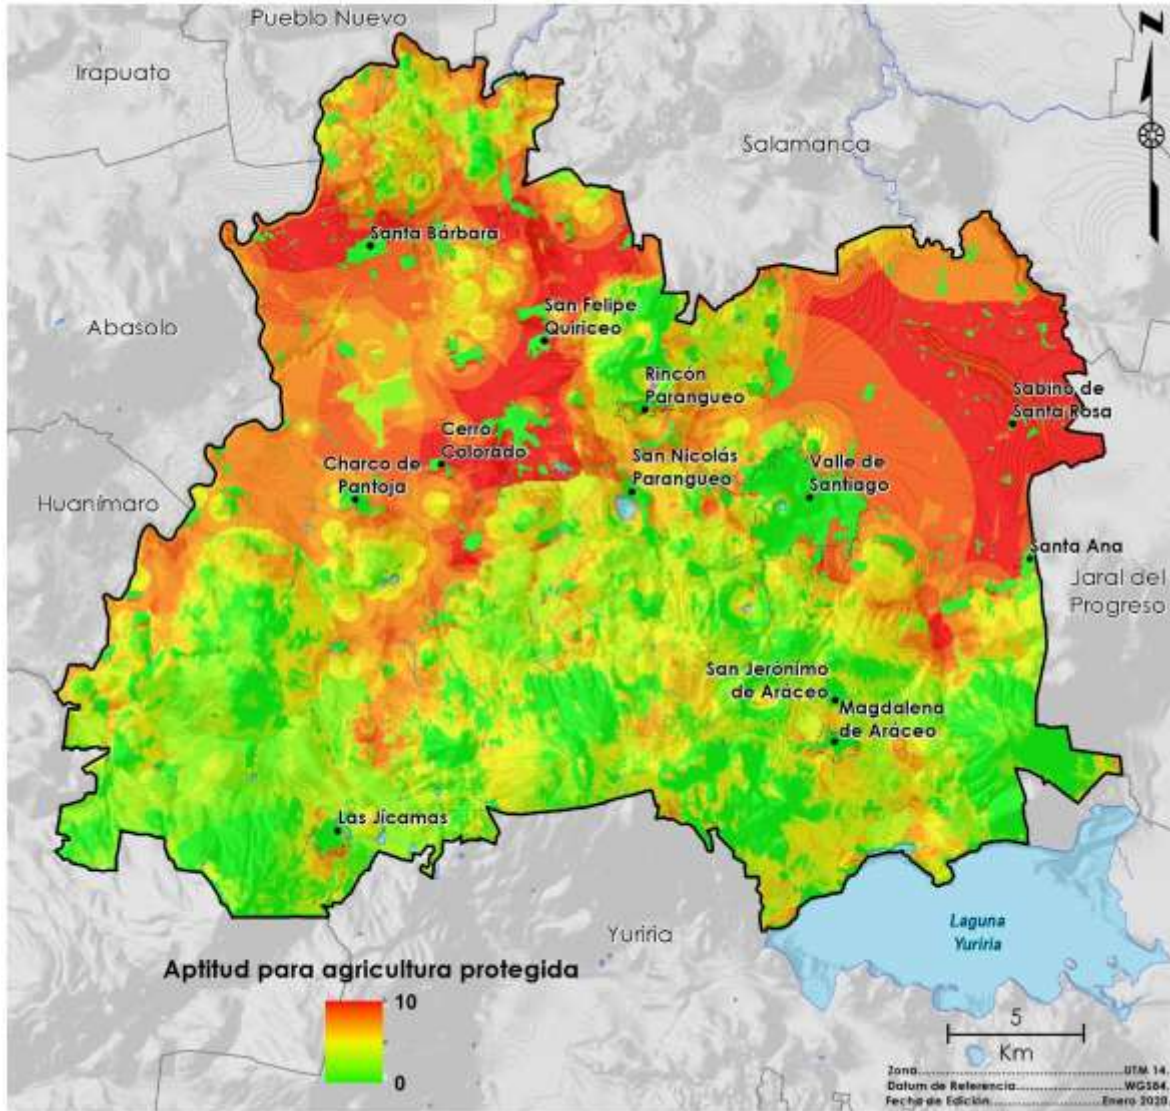 Pueblo Nuevo
Irapuato
Z
Salamanca
Santa Bárbara
San Felipe
Quiriceo
Abasolo
Rincón
Parangueo
Sabino de
Santa Rosa
Cerro
Colorado
Charco de
Pantoja
San Nicolás
Parangueo
Valle de
Santiago
Huanímaro
Santa Ana
Jaral del
Progreso
San Jerónimo
de Aráceo
Magdalena
de Aráceo
Las Jícamas
Yuriria
Laguna
Yuriria
Aptitud para agricultura protegida
10
0
5
Km
Zona UTM 14.
Datum de Referencia WGS84.
Fecha de Edición Enero 2020